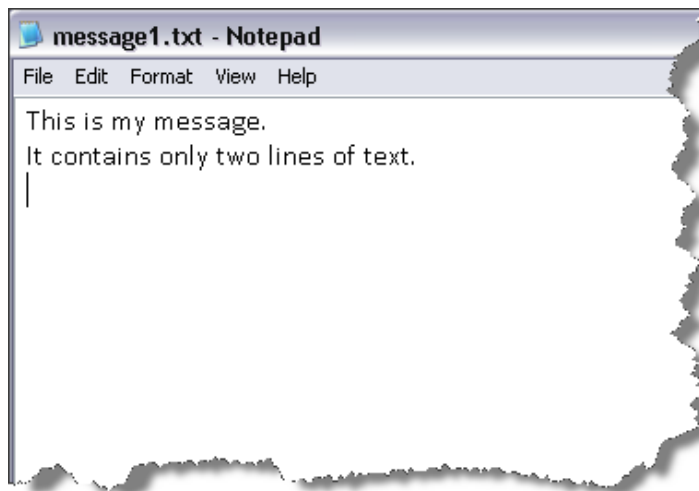 message1.txt - Notepad
File Edit Format View Help
This is my message.
It contains only two lines of text.